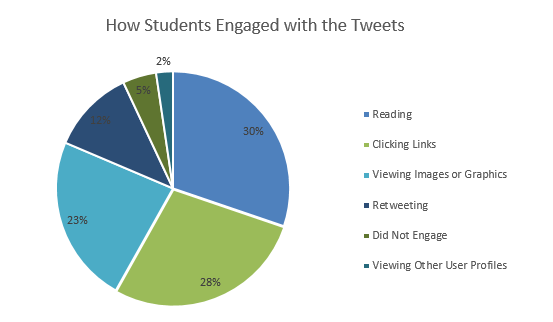 How Students Engaged with the Tweets
2%
5%
12%
30%
23%
28%
Reading
Clicking Links
Viewing Images or Graphics
Retweeting
Did Not Engage
Viewing Other User Profiles